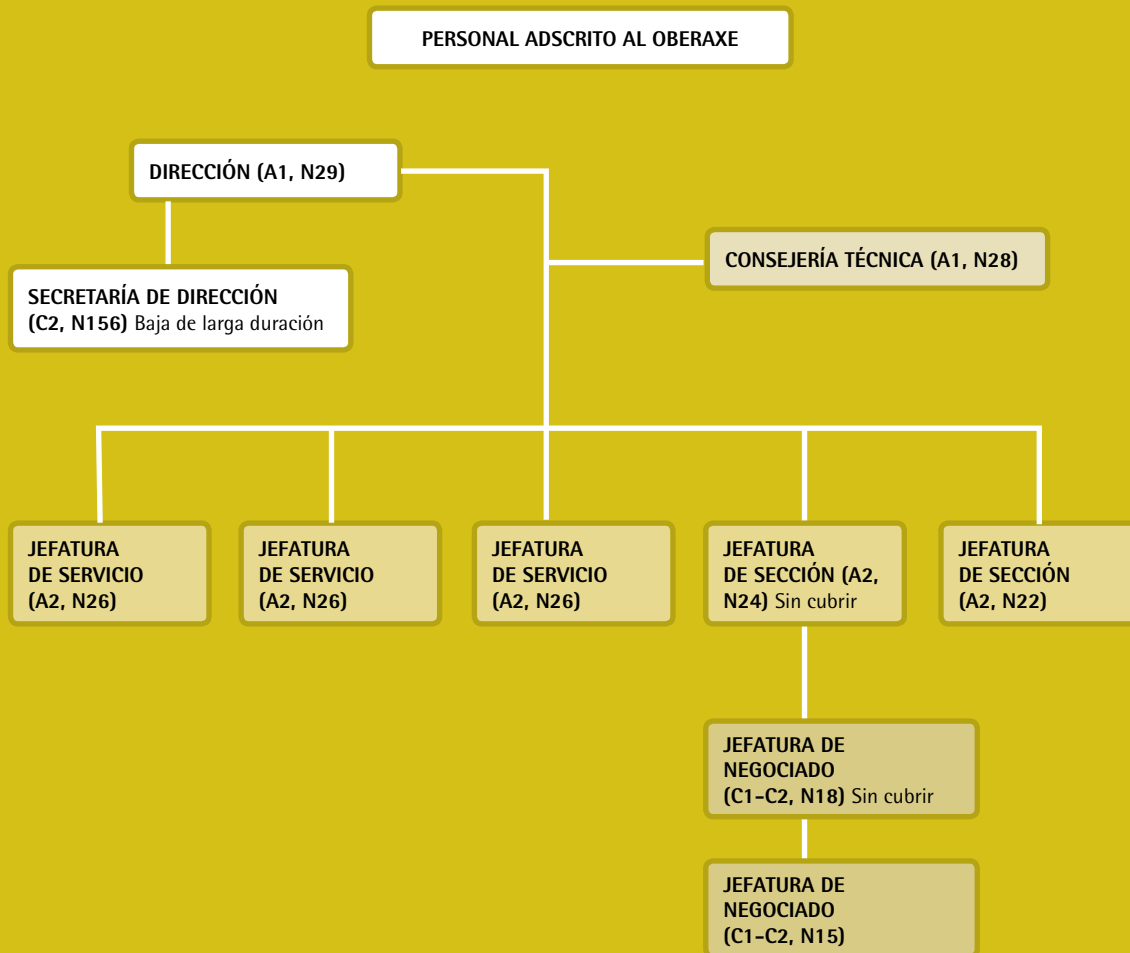 PERSONAL ADSCRITO AL OBERAXE
DIRECCIÓN (A1, N29)
CONSEJERÍA TÉCNICA (A1, N28)
SECRETARÍA DE DIRECCIÓN
(C2, N156) Baja de larga duración
JEFATURA
DE SERVICIO
(A2, N26)
JEFATURA
DE SERVICIO
(A2, N26)
JEFATURA
DE SERVICIO
(A2, N26)
JEFATURA
DE SECCIÓN (A2,
N24) Sin cubrir
JEFATURA
DE SECCIÓN
(A2, N22)
JEFATURA DE
NEGOCIADO
(C1-C2, N18) Sin cubrir
JEFATURA DE
NEGOCIADO
(C1-C2, N15)